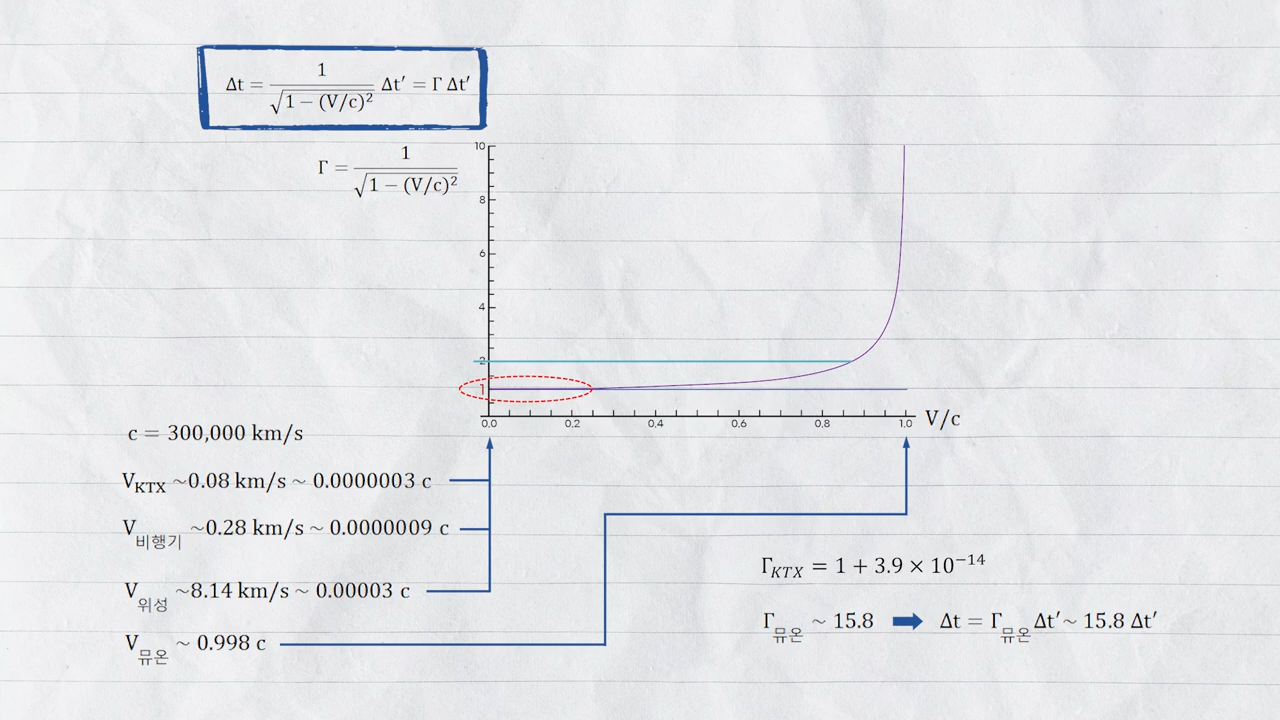 Δt = 1/√(1 − (V/c)²) Δt′ = Γ Δt′
Γ = 1/√(1 − (V/c)²)
10
8
6
4
2
1
0.0 0.2 0.4 0.6 0.8 1.0 V/c
c = 300,000 km/s
V_KTX ~0.08 km/s ~ 0.0000003 c
V_비행기 ~0.28 km/s ~ 0.0000009 c
V_위성 ~8.14 km/s ~ 0.00003 c
V_뮤온 ~ 0.998 c
Γ_KTX = 1 + 3.9 × 10⁻¹⁴
Γ_뮤온 ~ 15.8 ➡ Δt = Γ_뮤온 Δt′ ~ 15.8 Δt′